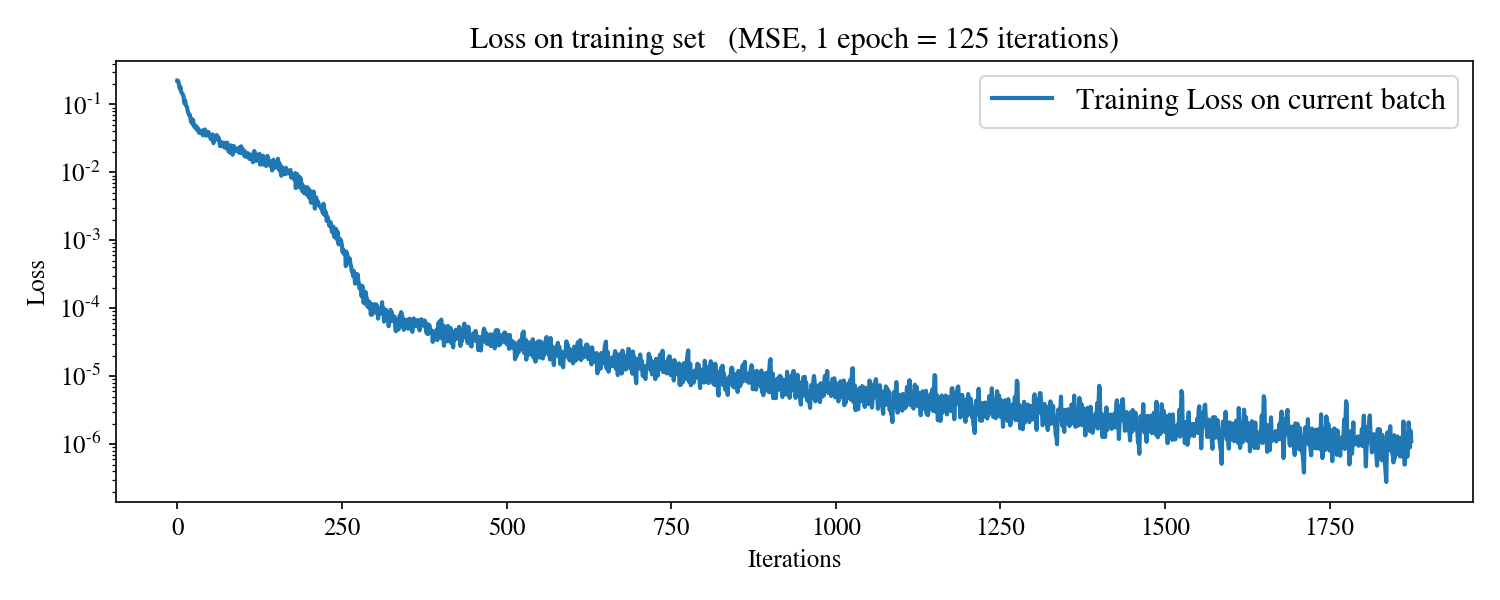 Loss on training set (MSE, 1 epoch = 125 iterations)
Training Loss on current batch
Loss
10⁻¹
10⁻²
10⁻³
10⁻⁴
10⁻⁵
10⁻⁶
0 250 500 750 1000 1250 1500 1750
Iterations